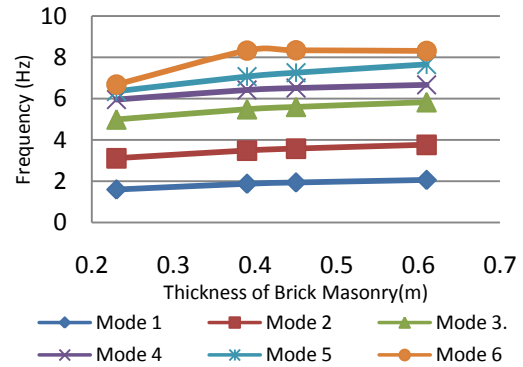 10
8
6
4
2
0
Frequency (Hz)
0.2 0.3 0.4 0.5 0.6 0.7
Thickness of Brick Masonry(m)
Mode 1 Mode 2 Mode 3.
Mode 4 Mode 5 Mode 6